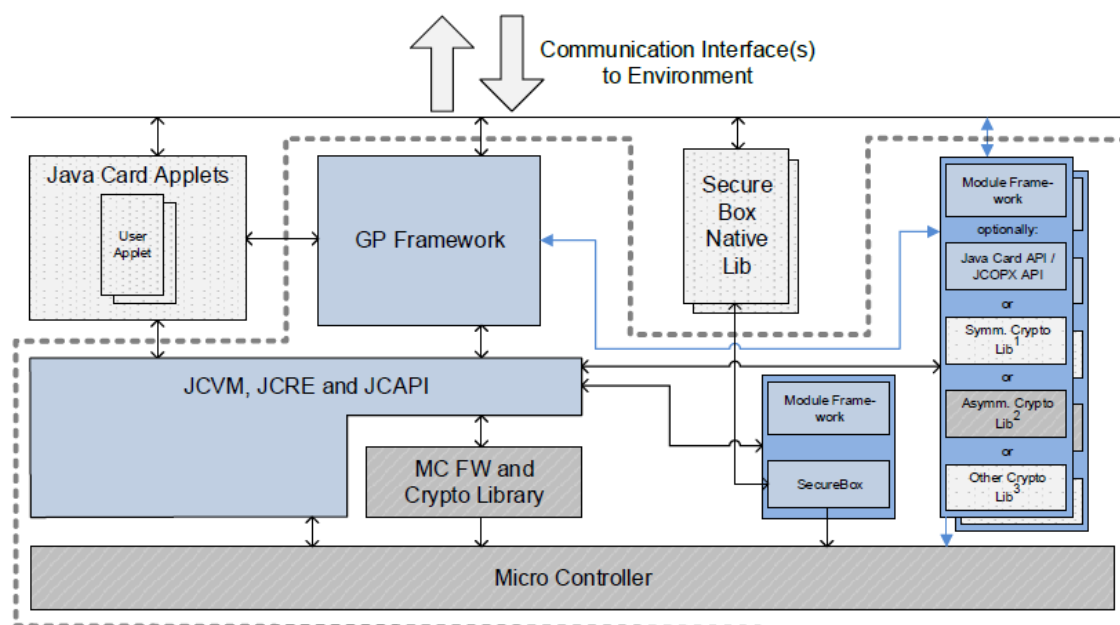 Communication Interface(s)
to Environment
Java Card Applets
User
Applet
GP Framework
Secure
Box
Native
Lib
Module Frame-
work
optionally:
Java Card API /
JCOPX API
or
Symm. Crypto
Lib1
or
Asymm. Crypto
Lib2
or
Other Crypto
Lib3
JCVM, JCRE and JCAPI
MC FW and
Crypto Library
Module Frame-
work
SecureBox
Micro Controller